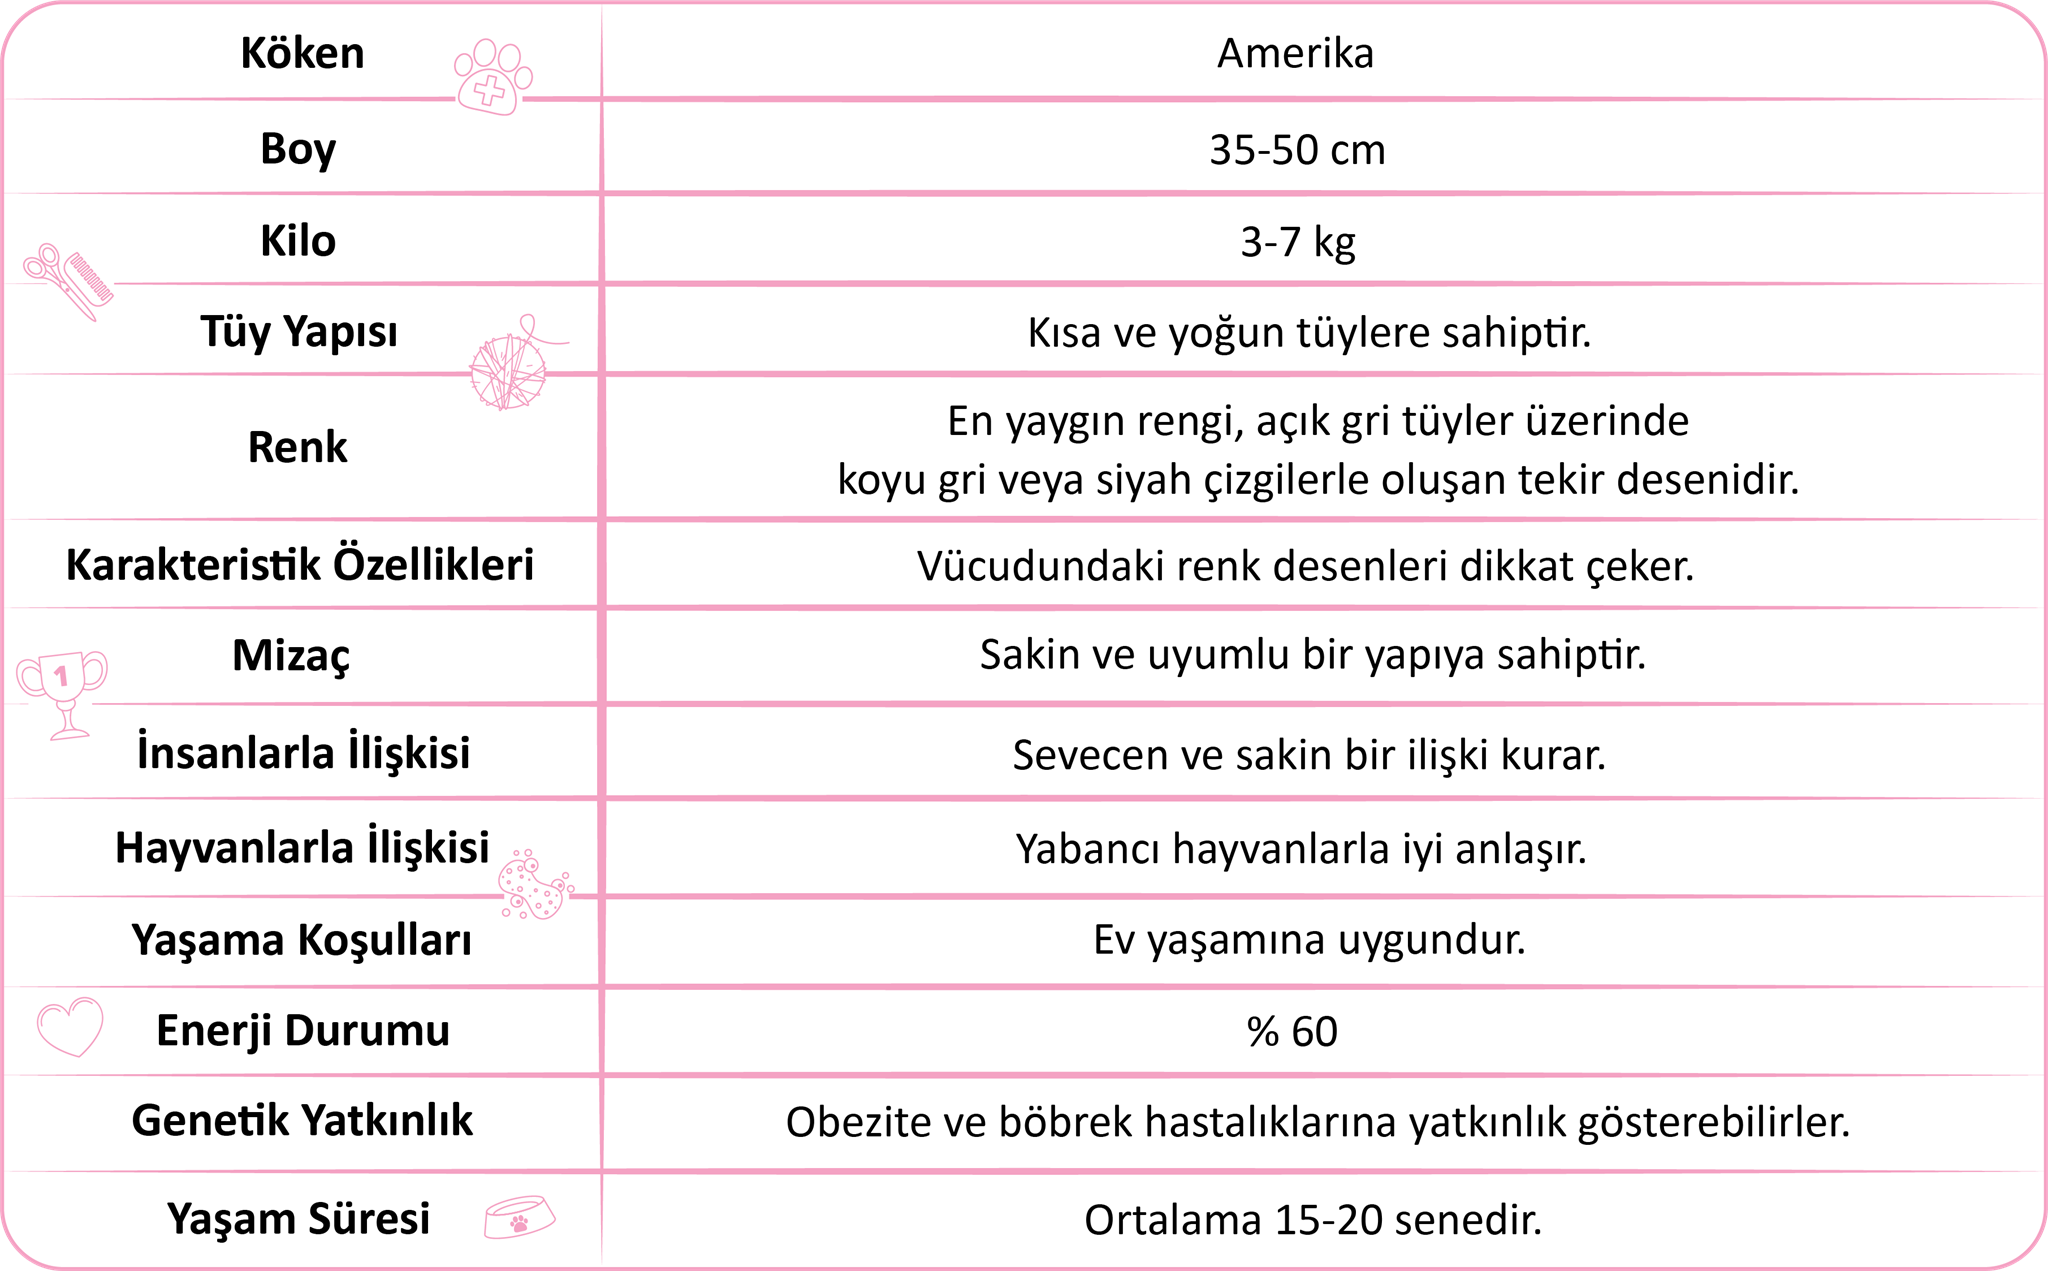 Köken Amerika
Boy 35-50 cm
Kilo 3-7 kg
Tüy Yapısı Kısa ve yoğun tüylere sahiptir.
Renk En yaygın rengi, açık gri tüyler üzerinde
koyu gri veya siyah çizgilerle oluşan tekir desenidir.
Karakteristik Özellikleri Vücudundaki renk desenleri dikkat çeker.
Mizaç Sakin ve uyumlu bir yapıya sahiptir.
1
İnsanlarla İlişkisi Sevecen ve sakin bir ilişki kurar.
Hayvanlarla İlişkisi Yabancı hayvanlarla iyi anlaşır.
Yaşama Koşulları Ev yaşamına uygundur.
Enerji Durumu % 60
Genetik Yatkınlık Obezite ve böbrek hastalıklarına yatkınlık gösterebilirler.
Yaşam Süresi Ortalama 15-20 senedir.